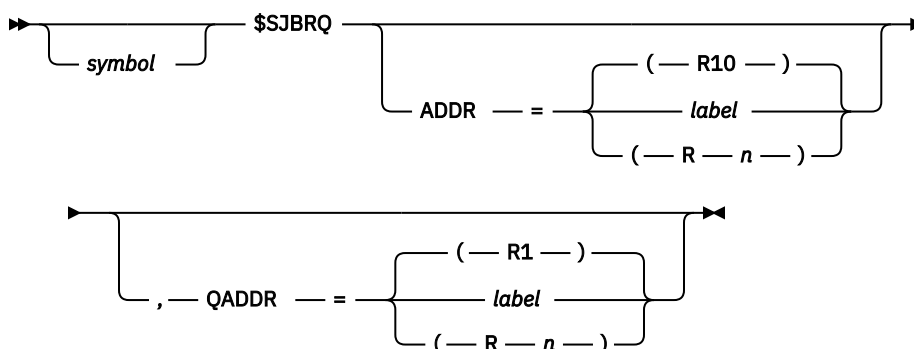 $SJBRQ
symbol
( R10 )
ADDR = label
( R n )
( R1 )
, QADDR = label
( R n )